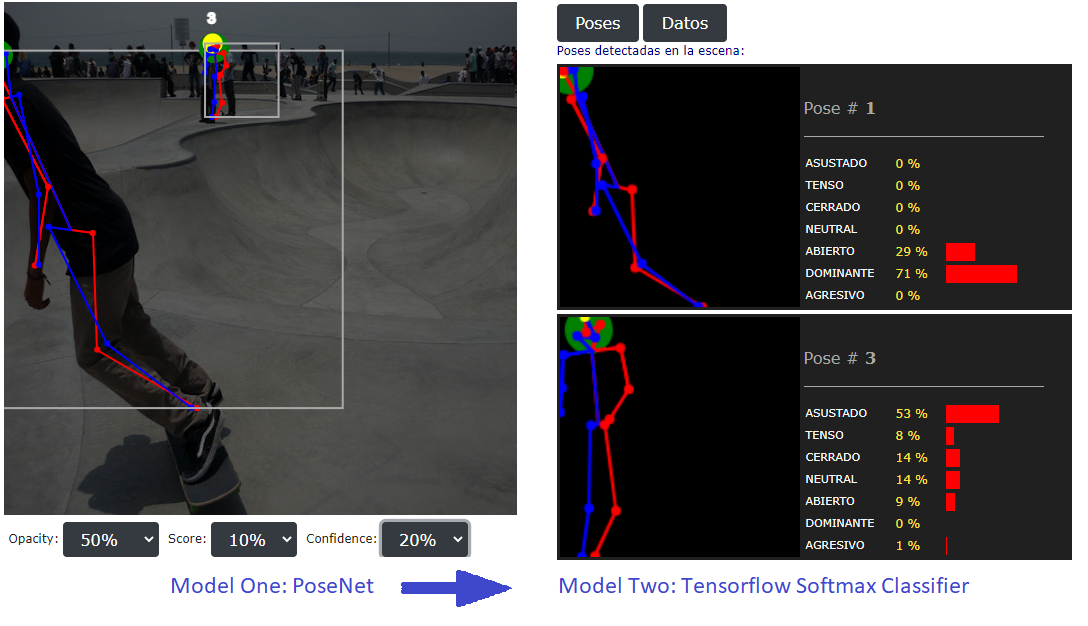 3
Poses Datos
Poses detectadas en la escena:
Pose # 1
ASUSTADO 0 %
TENSO 0 %
CERRADO 0 %
NEUTRAL 0 %
ABIERTO 29 %
DOMINANTE 71 %
AGRESIVO 0 %
Pose # 3
ASUSTADO 53 %
TENSO 8 %
CERRADO 14 %
NEUTRAL 14 %
ABIERTO 9 %
DOMINANTE 0 %
AGRESIVO 1 %
Opacity: 50% Score: 10% Confidence: 20%
Model One: PoseNet
Model Two: Tensorflow Softmax Classifier